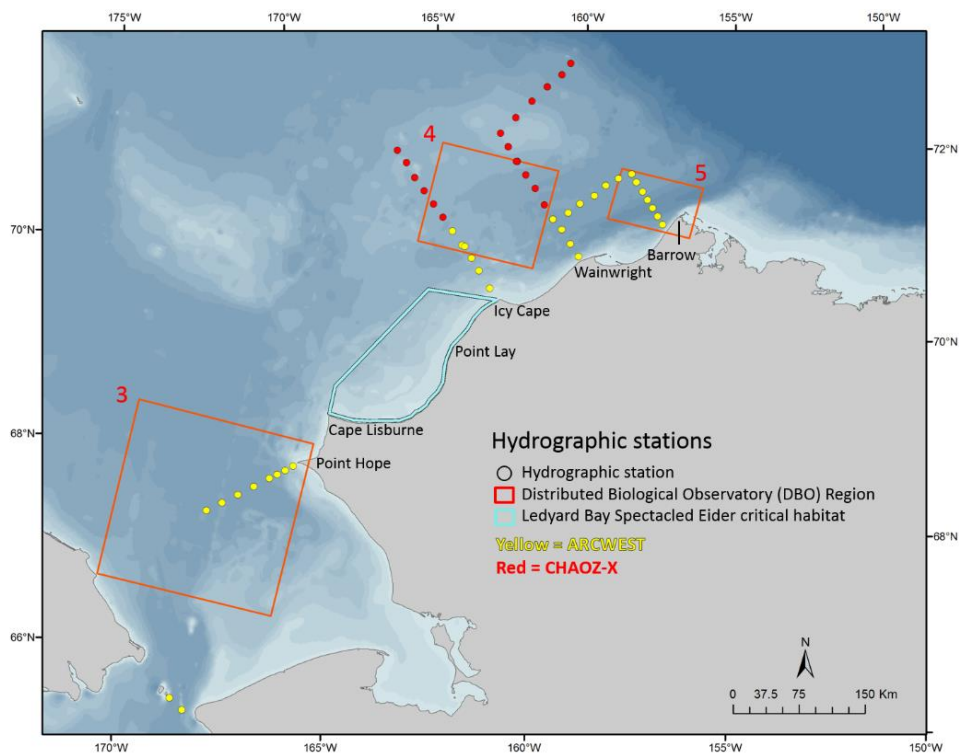 175°W 170°W 165°W 160°W 155°W 150°W
4
5
72°N
70°N
Barrow
Wainwright
Icy Cape
70°N
Point Lay
3
68°N
Cape Lisburne
Point Hope
Hydrographic stations
Hydrographic station
Distributed Biological Observatory (DBO) Region
Ledyard Bay Spectacled Eider critical habitat
Yellow = ARCWEST
Red = CHAOZ-X
68°N
66°N
N
0 37.5 75 150 Km
170°W 165°W 160°W 155°W 150°W